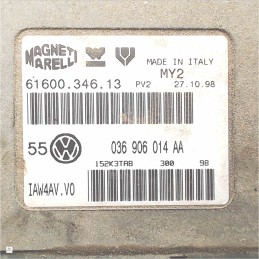 MAGNETI
MARELLI
MADE IN ITALY
MY2
61600.346.13
PV2
27.10.98
55
036 906 014 AA
152K3TAB
300
98
IAW4AV.V0